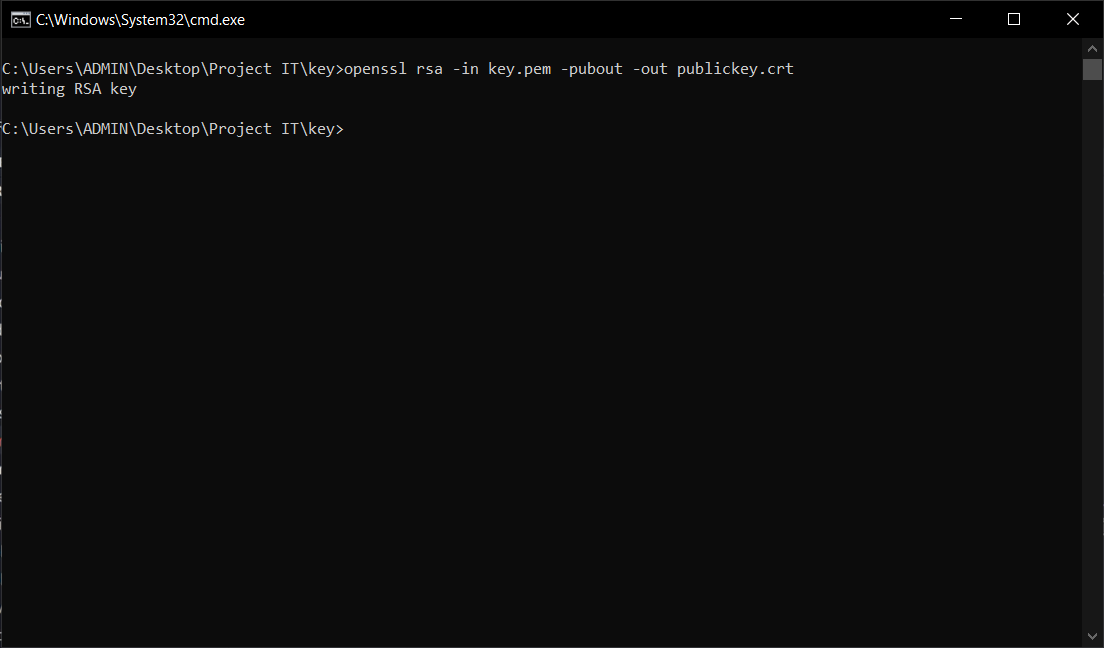 C:\Windows\System32\cmd.exe
C:\Users\ADMIN\Desktop\Project IT\key>openssl rsa -in key.pem -pubout -out publickey.crt
writing RSA key
C:\Users\ADMIN\Desktop\Project IT\key>